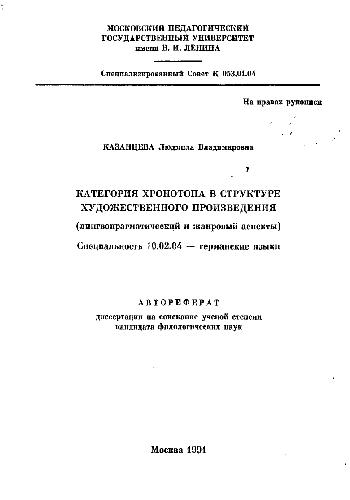 МОСКОВСКИЙ ПЕДАГОГИЧЕСКИЙ
ГОСУДАРСТВЕННЫЙ УНИВЕРСИТЕТ
имени В. И. ЛЕНИНА
Специализированный Совет К 053.01.04
На правах рукописи
КАЗАНЦЕВА Людмила Владимировна
КАТЕГОРИЯ ХРОНОТОПА В СТРУКТУРЕ
ХУДОЖЕСТВЕННОГО ПРОИЗВЕДЕНИЯ
(лингвопрагматический и жанровый аспекты)
Специальность 10.02.04 — германские языки
АВТОРЕФЕРАТ
диссертации на соискание ученой степени
кандидата филологических наук
Москва 1991